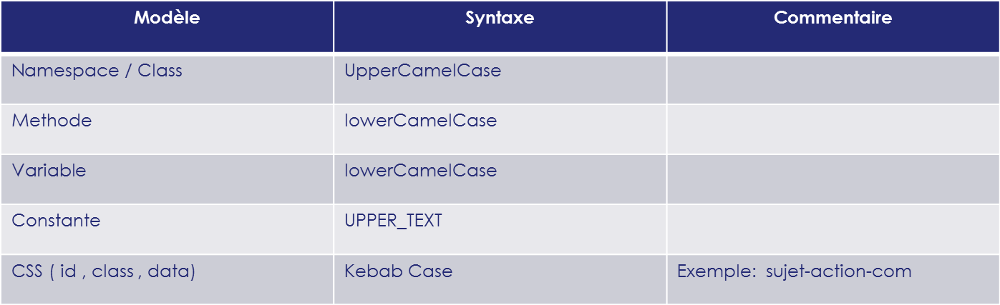 Modèle Syntaxe Commentaire
Namespace / Class UpperCamelCase
Methode lowerCamelCase
Variable lowerCamelCase
Constante UPPER_TEXT
CSS ( id , class , data) Kebab Case Exemple: sujet-action-com